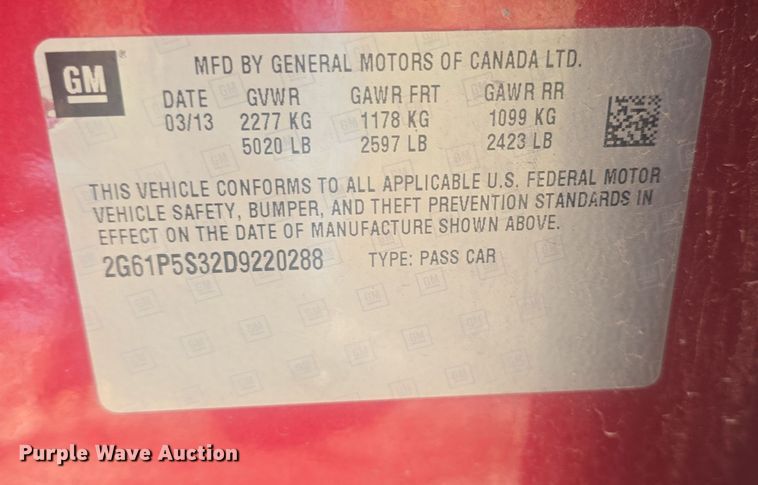 GM
MFD BY GENERAL MOTORS OF CANADA LTD.
DATE GVWR GAWR FRT GAWR RR
03/13 2277 KG 1178 KG 1099 KG
5020 LB 2597 LB 2423 LB
THIS VEHICLE CONFORMS TO ALL APPLICABLE U.S. FEDERAL MOTOR
VEHICLE SAFETY, BUMPER, AND THEFT PREVENTION STANDARDS IN
EFFECT ON THE DATE OF MANUFACTURE SHOWN ABOVE.
2G61P5S32D9220288 TYPE: PASS CAR
Purple Wave Auction